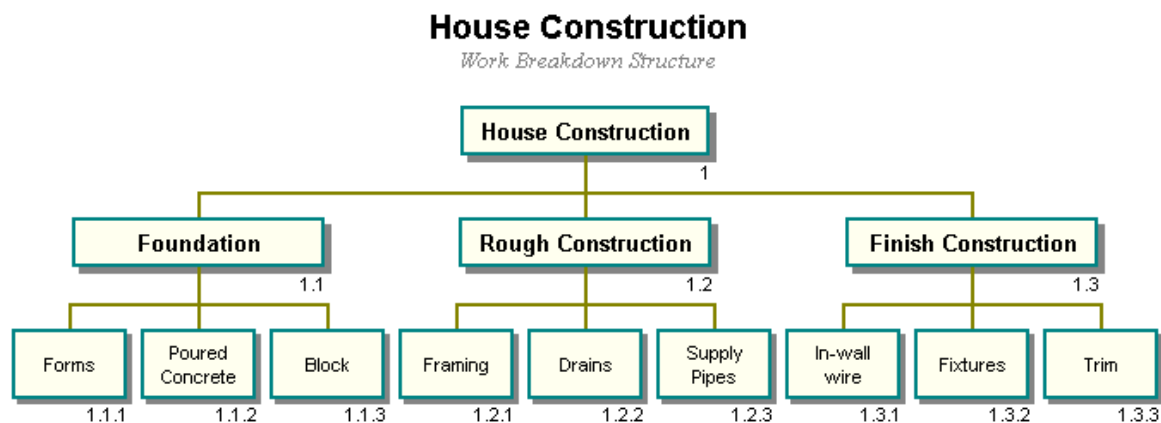 House Construction
Work Breakdown Structure
House Construction
1
Foundation
1.1
Rough Construction
1.2
Finish Construction
1.3
Forms
1.1.1
Poured
Concrete
1.1.2
Block
1.1.3
Framing
1.2.1
Drains
1.2.2
Supply
Pipes
1.2.3
In-wall
wire
1.3.1
Fixtures
1.3.2
Trim
1.3.3